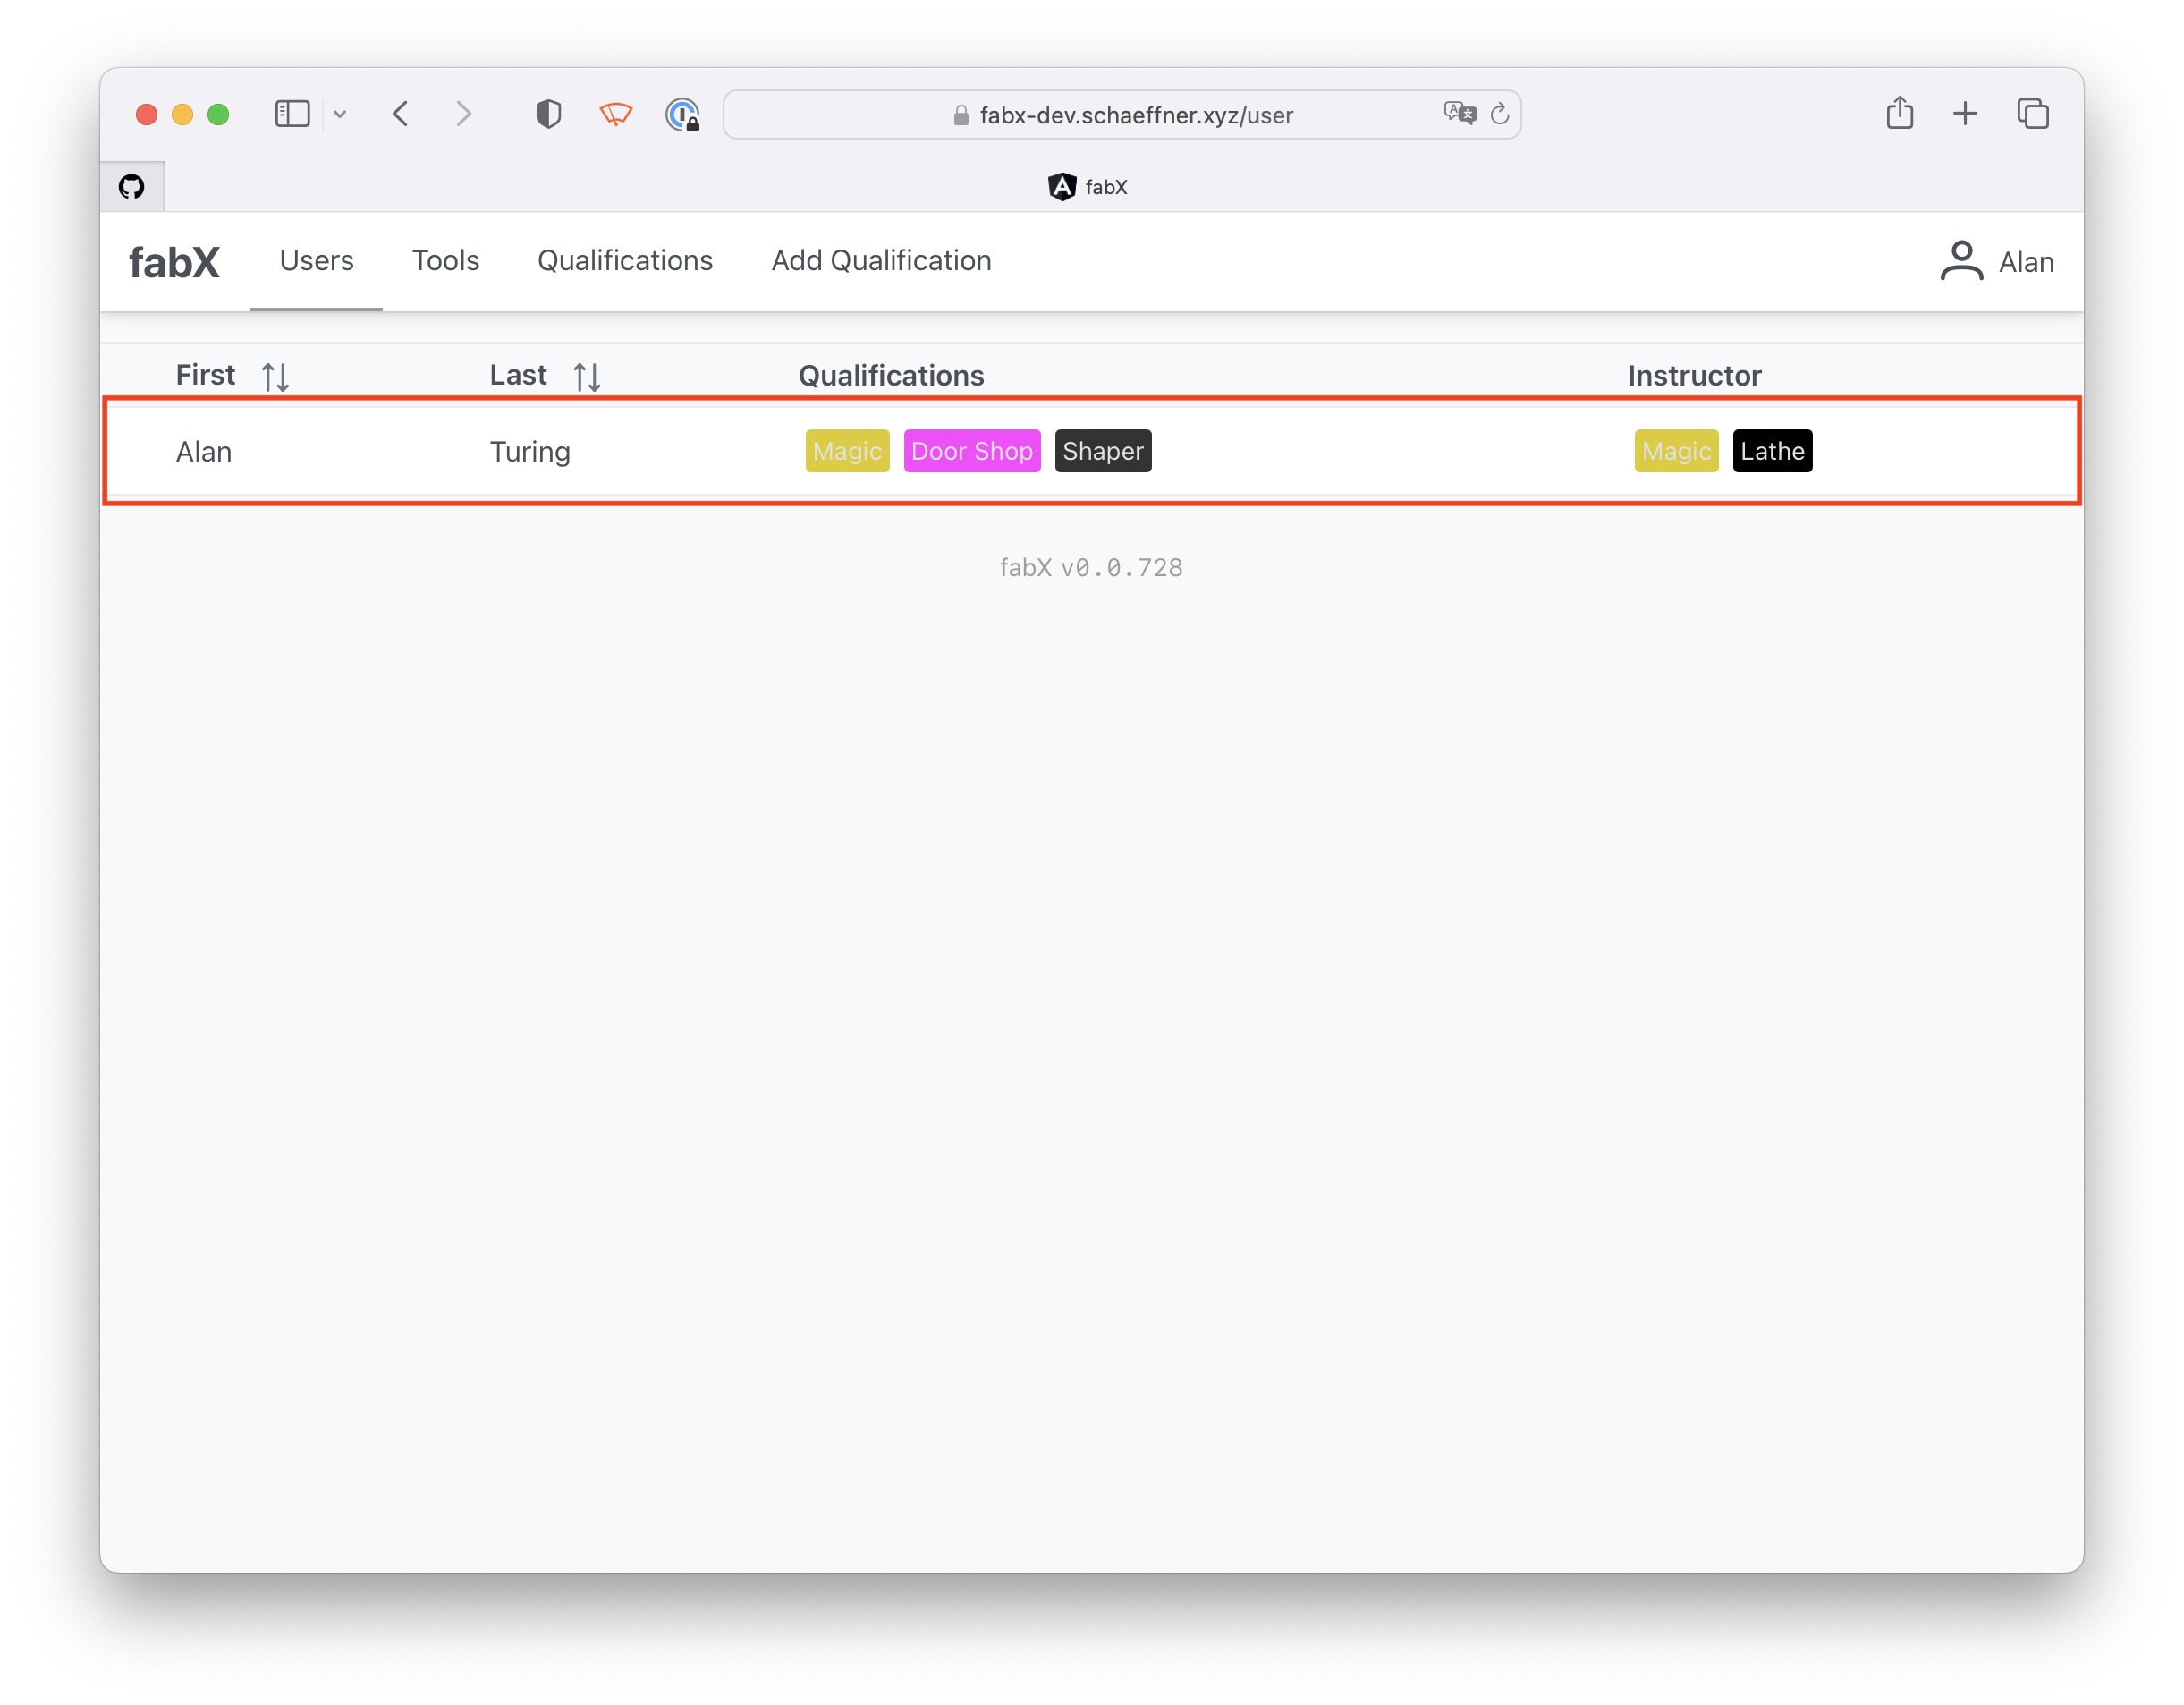 fabx-dev.schaeffner.xyz/user
fabX
fabX Users Tools Qualifications Add Qualification Alan
First Last Qualifications Instructor
Alan Turing Magic Door Shop Shaper Magic Lathe
fabX v0.0.728